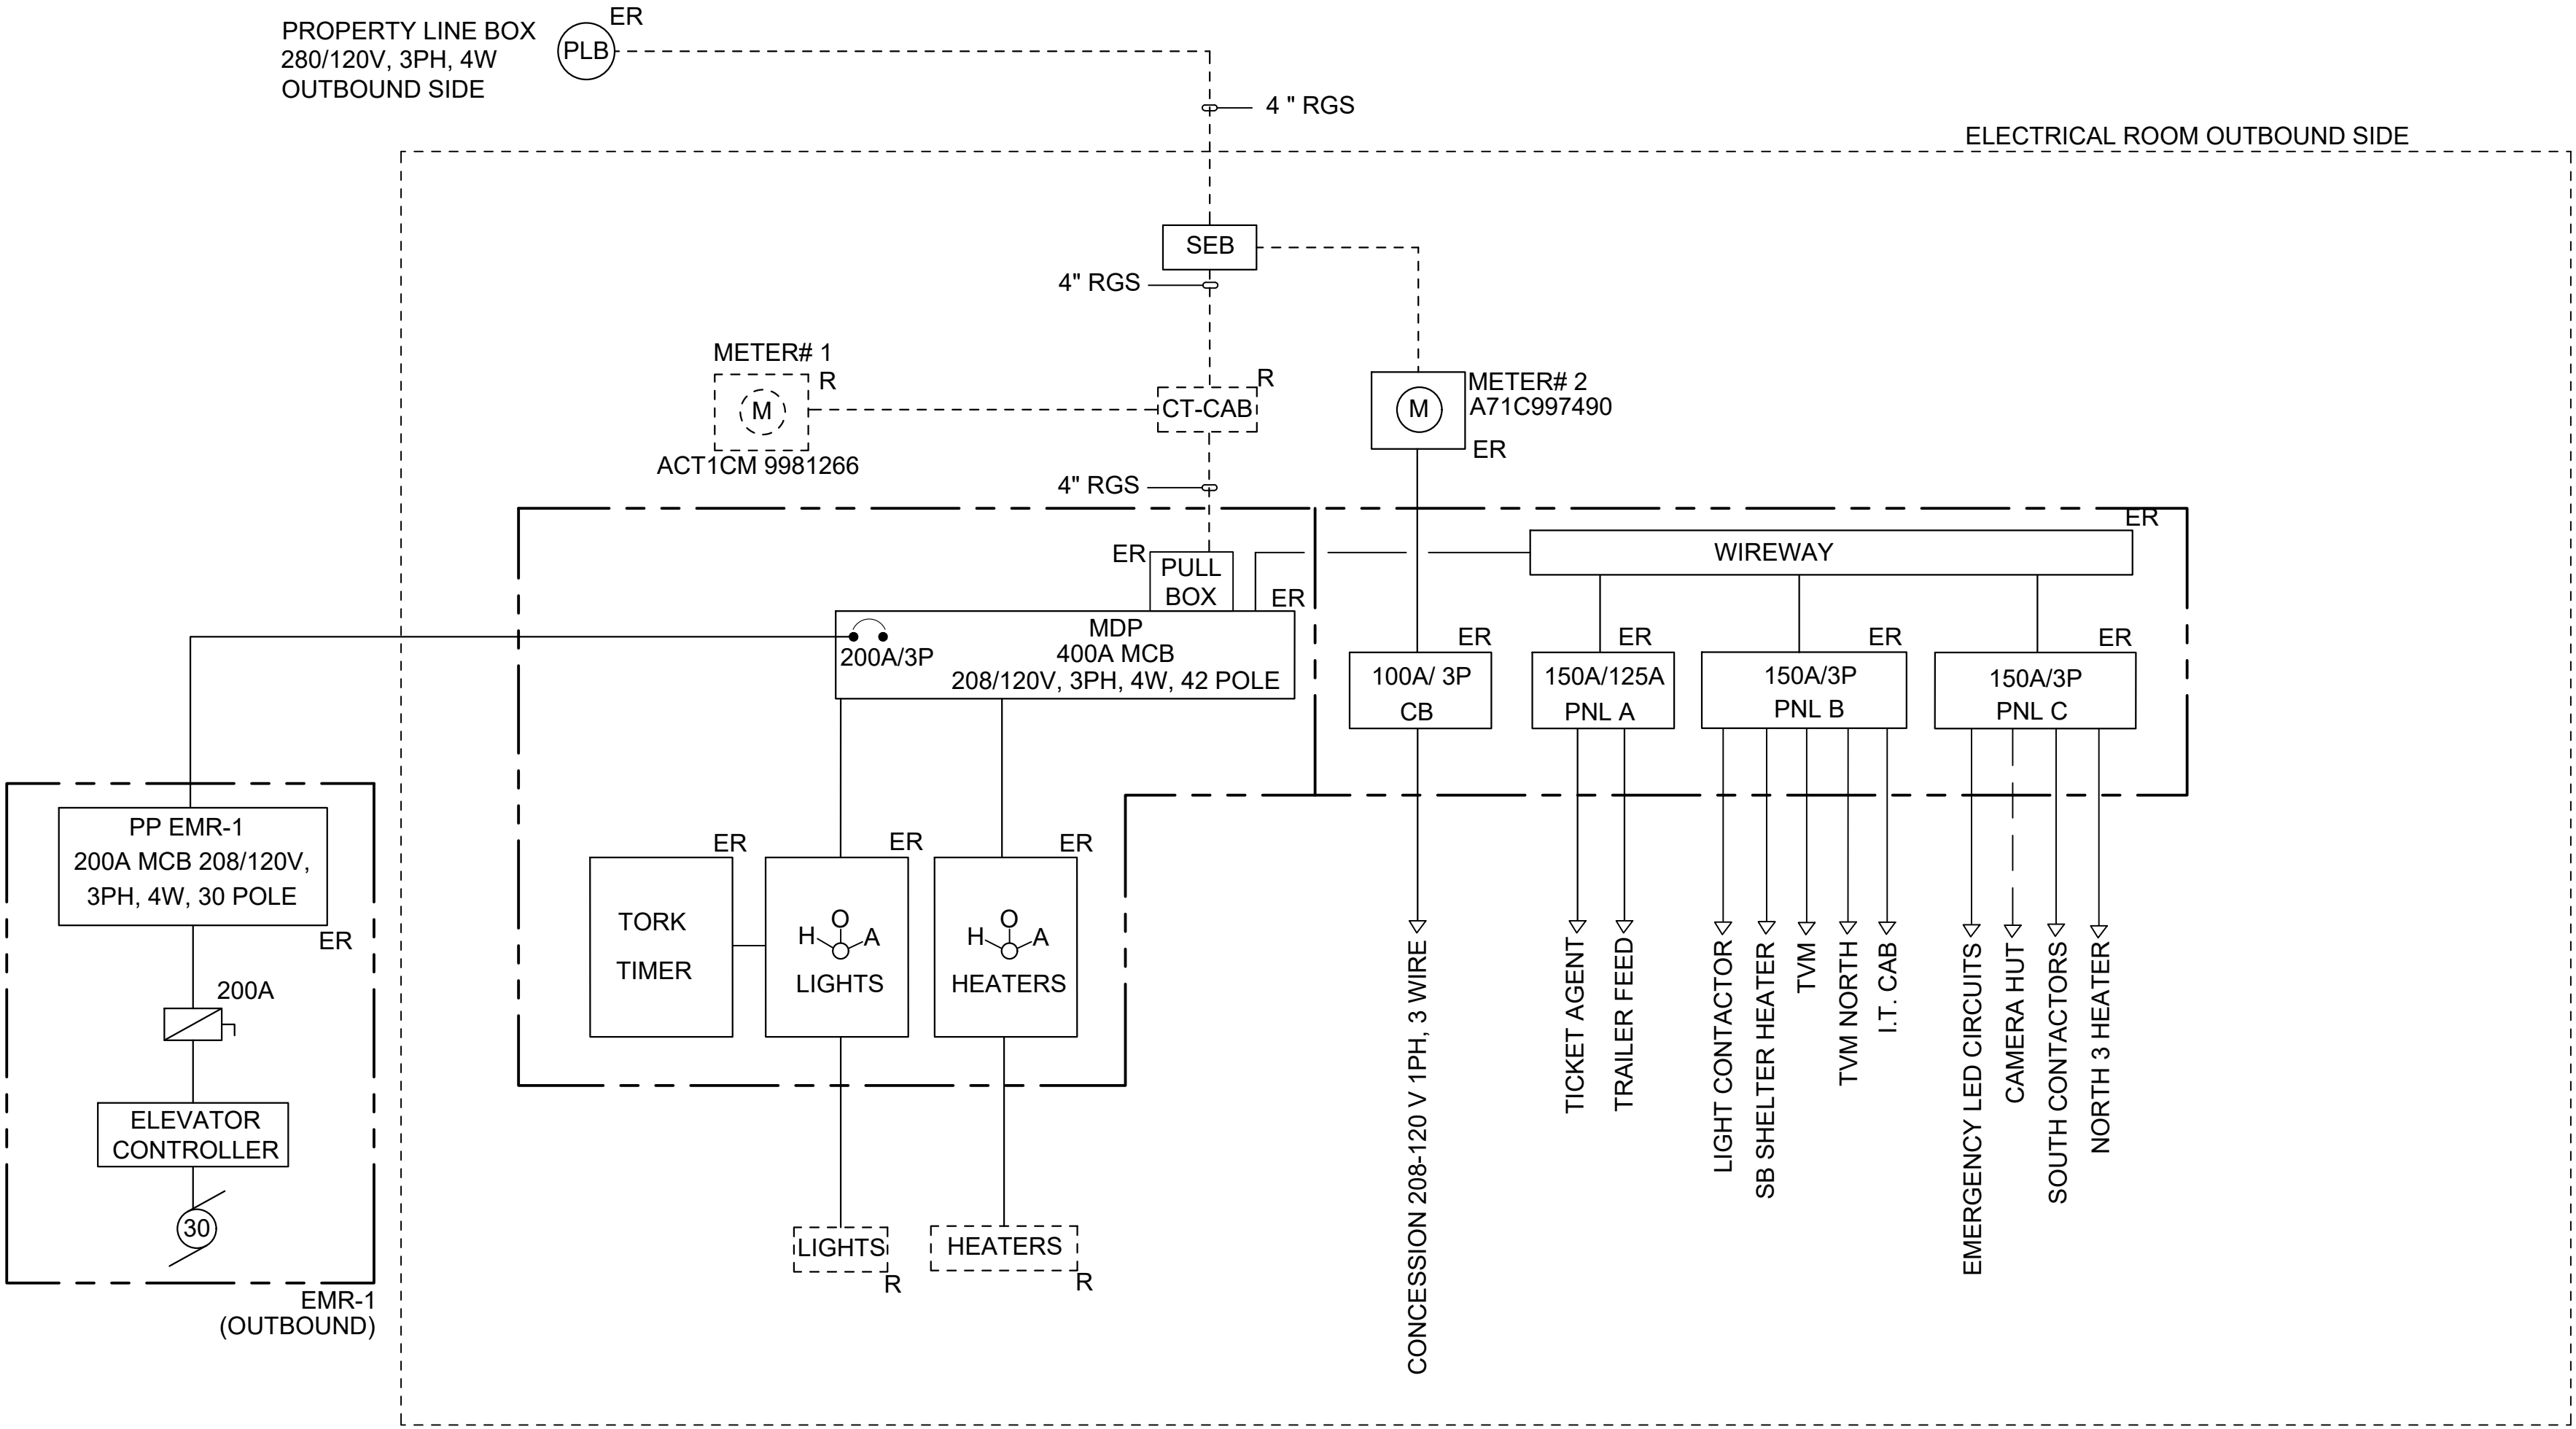 ER
PROPERTY LINE BOX
280/120V, 3PH, 4W
OUTBOUND SIDE
PLB
4 " RGS
ELECTRICAL ROOM OUTBOUND SIDE
SEB
4" RGS
METER# 1
R
M
ACT1CM 9981266
R
CT-CAB
METER# 2
A71C997490
M
ER
4" RGS
ER
PULL
BOX
ER
WIREWAY
ER
MDP
400A MCB
208/120V, 3PH, 4W, 42 POLE
200A/3P
ER
100A/ 3P
CB
ER
150A/125A
PNL A
ER
150A/3P
PNL B
ER
150A/3P
PNL C
PP EMR-1
200A MCB 208/120V,
3PH, 4W, 30 POLE
ER
200A
ELEVATOR
CONTROLLER
30
EMR-1
(OUTBOUND)
ER
TORK
TIMER
ER
H
O
A
LIGHTS
ER
H
O
A
HEATERS
LIGHTS
R
HEATERS
R
CONCESSION 208-120 V 1PH, 3 WIRE
TICKET AGENT
TRAILER FEED
LIGHT CONTACTOR
SB SHELTER HEATER
TVM
TVM NORTH
I.T. CAB
EMERGENCY LED CIRCUITS
CAMERA HUT
SOUTH CONTACTORS
NORTH 3 HEATER